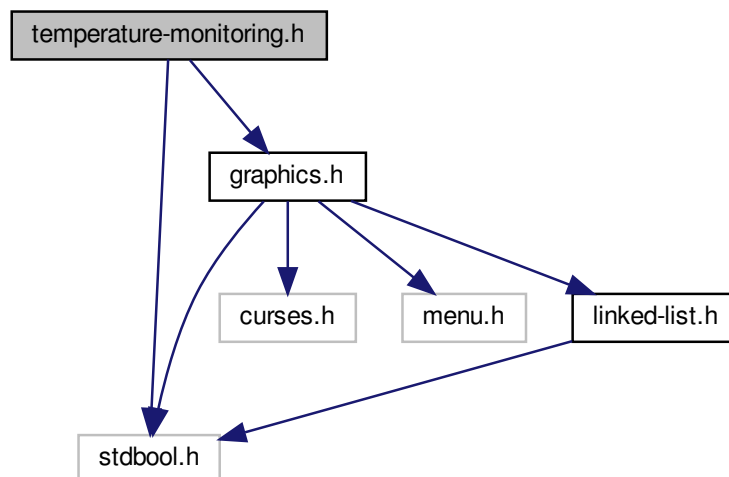 temperature-monitoring.h
graphics.h
curses.h
menu.h
linked-list.h
stdbool.h